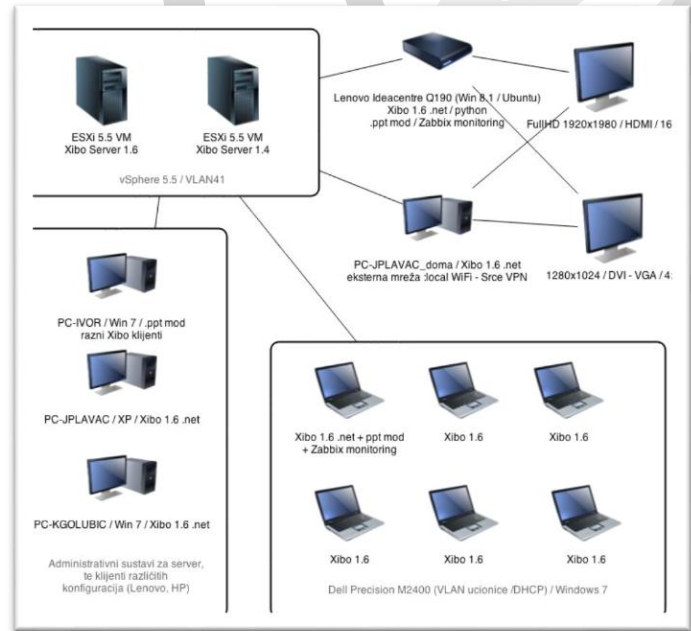 ESXi 5.5 VM
Xibo Server 1.6
ESXi 5.5 VM
Xibo Server 1.4
vSphere 5.5 / VLAN41
Lenovo Ideacentre Q190 (Win 8.1 / Ubuntu)
Xibo 1.6 .net / python
.ppt mod / Zabbix monitoring
FullHD 1920x1980 / HDMI / 16
PC-JPLAVAC_doma / Xibo 1.6 .net
eksterna mreža :local WiFi - Srce VPN
1280x1024 / DVI - VGA / 4:
PC-IVOR / Win 7 / .ppt mod
razni Xibo klijenti
PC-JPLAVAC / XP / Xibo 1.6 .net
PC-KGOLUBIC / Win 7 / Xibo 1.6 .net
Administrativni sustavi za server,
te klijenti različitih
konfiguracija (Lenovo, HP)
Xibo 1.6 .net + ppt mod
+ Zabbix monitoring
Xibo 1.6
Xibo 1.6
Xibo 1.6
Xibo 1.6
Xibo 1.6
Dell Precision M2400 (VLAN ucionice /DHCP) / Windows 7